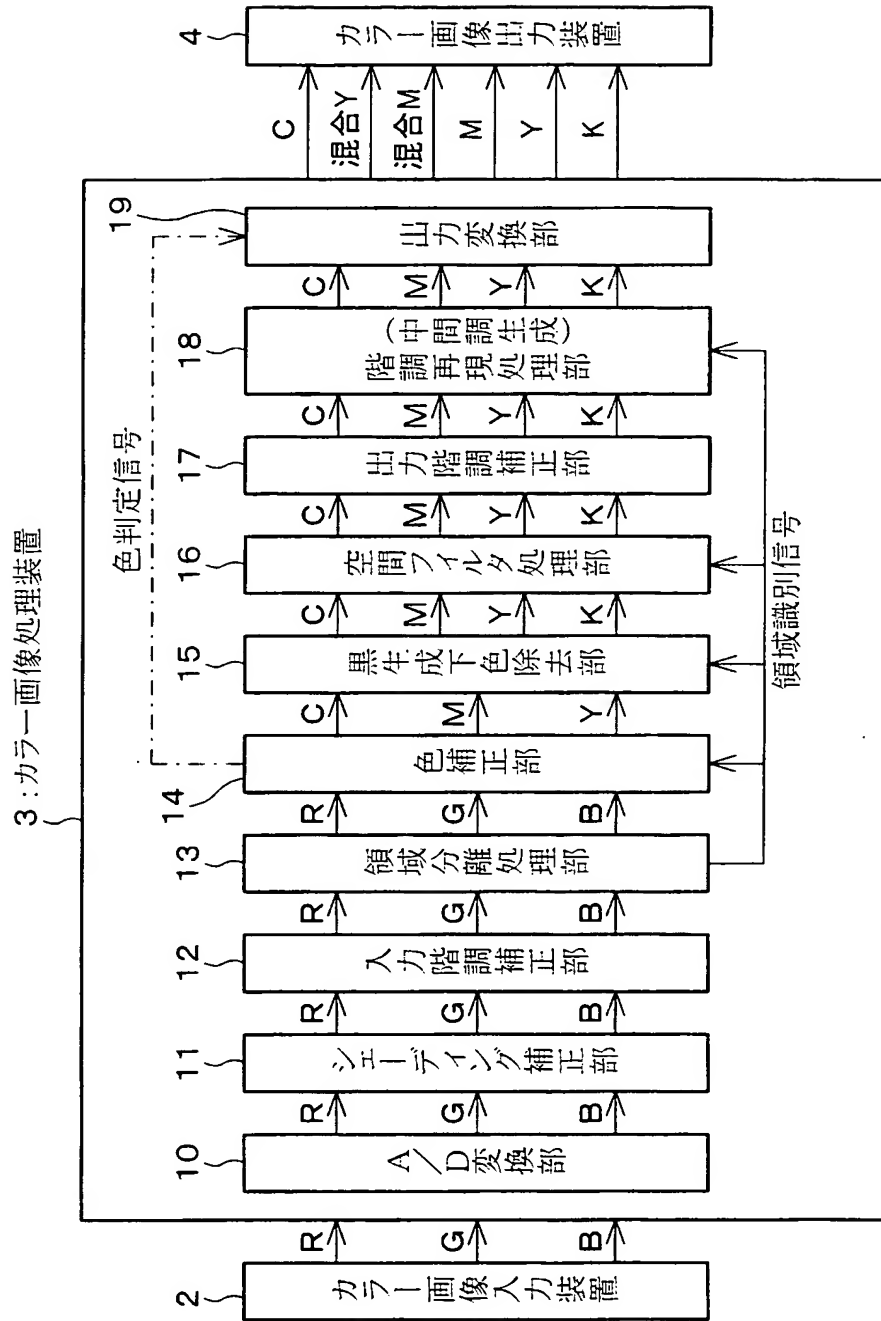 3:カラー画像処理装置
色判定信号
2
カラー画像入力装置
R
G
B
10
A/D変換部
R
G
B
11
シェーディング補正部
R
G
B
12
入力階調補正部
R
G
B
13
領域分離処理部
R
G
B
14
色補正部
C
M
Y
15
黒生成下色除去部
C
M
Y
K
16
空間フィルタ処理部
C
M
Y
K
17
出力階調補正部
C
M
Y
K
18
階調再現処理部
(中間調生成)
C
M
Y
K
19
出力変換部
C
混合Y
混合M
M
Y
K
4
カラー画像出力装置
領域識別信号